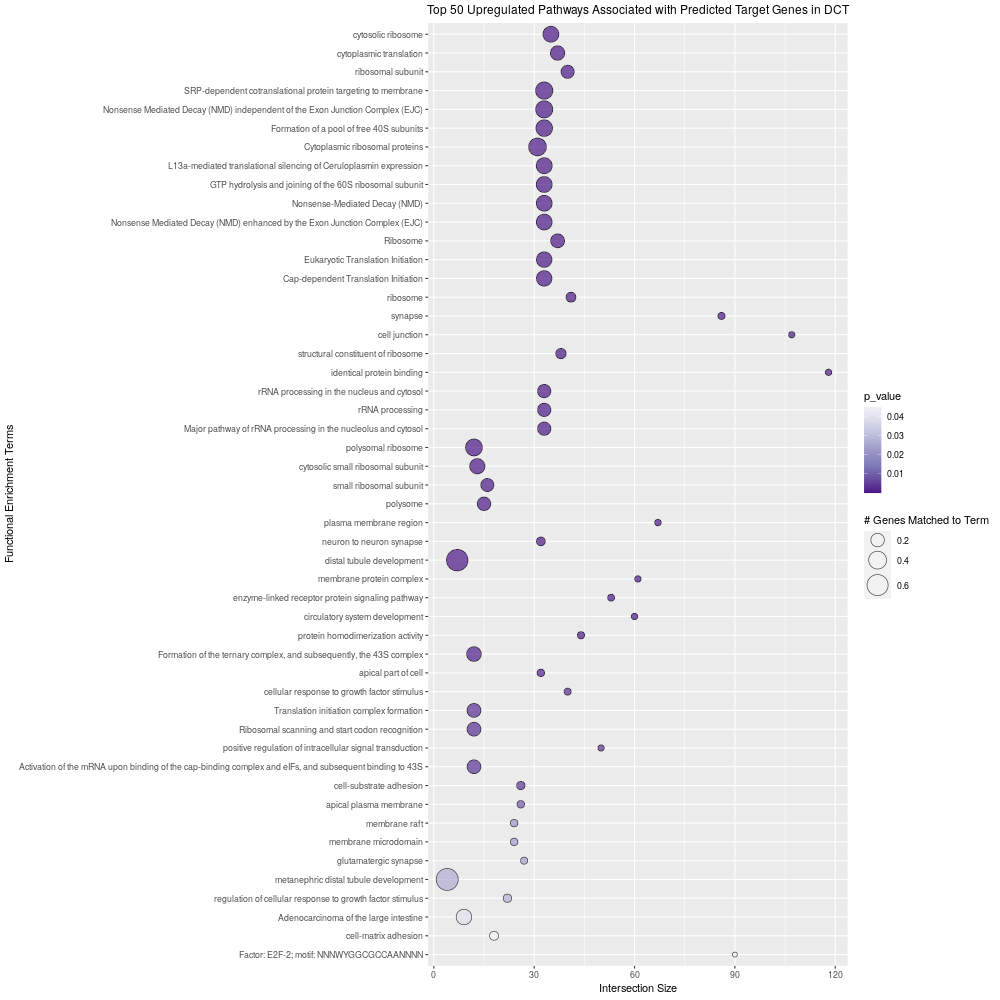 Top 50 Upregulated Pathways Associated with Predicted Target Genes in DCT
Functional Enrichment Terms
cytosolic ribosome
cytoplasmic translation
ribosomal subunit
SRP-dependent cotranslational protein targeting to membrane
Nonsense Mediated Decay (NMD) independent of the Exon Junction Complex (EJC)
Formation of a pool of free 40S subunits
Cytoplasmic ribosomal proteins
L13a-mediated translational silencing of Ceruloplasmin expression
GTP hydrolysis and joining of the 60S ribosomal subunit
Nonsense-Mediated Decay (NMD)
Nonsense Mediated Decay (NMD) enhanced by the Exon Junction Complex (EJC)
Ribosome
Eukaryotic Translation Initiation
Cap-dependent Translation Initiation
ribosome
synapse
cell junction
structural constituent of ribosome
identical protein binding
rRNA processing in the nucleus and cytosol
rRNA processing
Major pathway of rRNA processing in the nucleolus and cytosol
polysomal ribosome
cytosolic small ribosomal subunit
small ribosomal subunit
polysome
plasma membrane region
neuron to neuron synapse
distal tubule development
membrane protein complex
enzyme-linked receptor protein signaling pathway
circulatory system development
protein homodimerization activity
Formation of the ternary complex, and subsequently, the 43S complex
apical part of cell
cellular response to growth factor stimulus
Translation initiation complex formation
Ribosomal scanning and start codon recognition
positive regulation of intracellular signal transduction
Activation of the mRNA upon binding of the cap-binding complex and eIFs, and subsequent binding to 43S
cell-substrate adhesion
apical plasma membrane
membrane raft
membrane microdomain
glutamatergic synapse
metanephric distal tubule development
regulation of cellular response to growth factor stimulus
Adenocarcinoma of the large intestine
cell-matrix adhesion
Factor: E2F-2; motif: NNNWYGGCGCCAANNNN
0 30 60 90 120
Intersection Size
p_value
0.04
0.03
0.02
0.01
# Genes Matched to Term
0.2
0.4
0.6